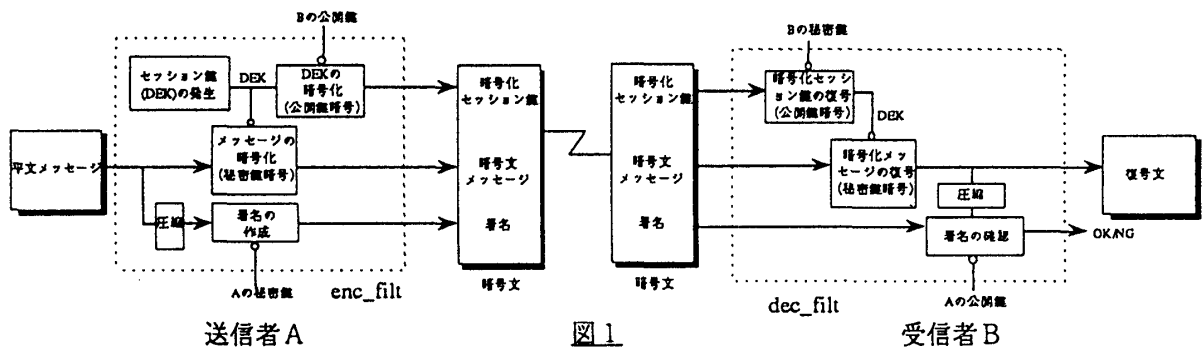 Bの公開鍵
セッション鍵
(DEK)の発生
DEK
DEKの
暗号化
(公開鍵暗号)
平文メッセージ
メッセージの
暗号化
(秘密鍵暗号)
圧縮
署名の
作成
Aの秘密鍵
enc_filt
送信者A
暗号化
セッション鍵
暗号文
メッセージ
署名
暗号文
図1
暗号化
セッション鍵
暗号文
メッセージ
署名
暗号文
Bの秘密鍵
暗号化セッシ
ョン鍵の復号
(公開鍵暗号)
DEK
暗号化メッ
セージの復号
(秘密鍵暗号)
圧縮
署名の確認
Aの公開鍵
dec_filt
受信者B
復号文
OK/NG